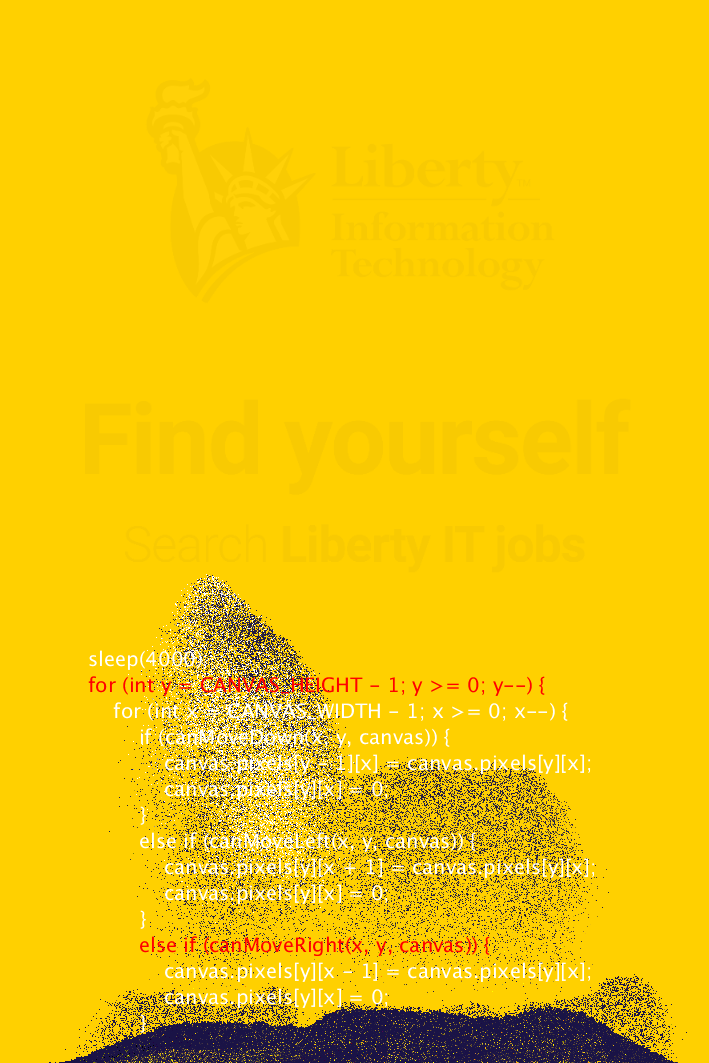 Liberty
Information
Technology
Find yourself
Search Liberty IT jobs
sleep(4000);
for (int y = CANVAS_HEIGHT - 1; y >= 0; y--) {
for (int x = CANVAS_WIDTH - 1; x >= 0; x--) {
if (canMoveDown(x, y, canvas)) {
canvas.pixels[y + 1][x] = canvas.pixels[y][x];
canvas.pixels[y][x] = 0;
}
else if (canMoveLeft(x, y, canvas)) {
canvas.pixels[y][x + 1] = canvas.pixels[y][x];
canvas.pixels[y][x] = 0;
}
else if (canMoveRight(x, y, canvas)) {
canvas.pixels[y][x - 1] = canvas.pixels[y][x];
canvas.pixels[y][x] = 0;
}